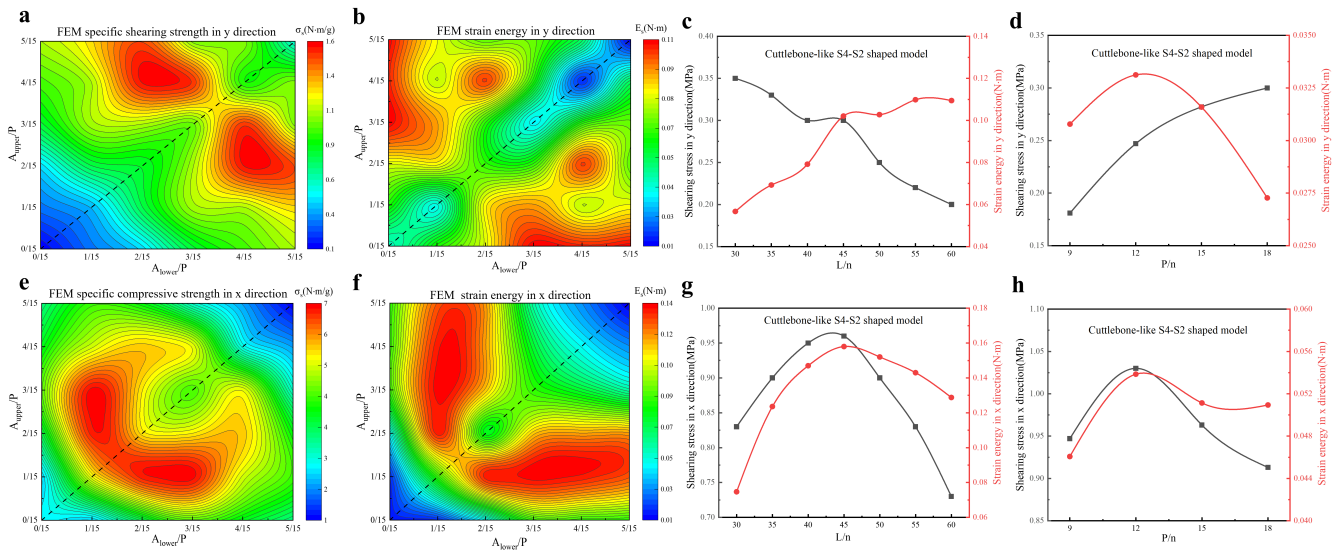 a
FEM specific shearing strength in y direction
σs(N·m/g)
5/15
4/15
3/15
2/15
1/15
0/15
Aupper/P
0/15 1/15 2/15 3/15 4/15 5/15
Alower/P
1.6
1.4
1.1
0.9
0.6
0.4
0.1
b
FEM strain energy in y direction
Es(N·m)
5/15
4/15
3/15
2/15
1/15
0/15
Aupper/P
0/15 1/15 2/15 3/15 4/15 5/15
Alower/P
0.11
0.10
0.08
0.06
0.04
0.03
0.01
c
Cuttlebone-like S4-S2 shaped model
Shearing stress in y direction(MPa)
0.40
0.35
0.30
0.25
0.20
0.15
30 35 40 45 50 55 60
L/n
0.14
0.12
0.10
0.08
0.06
0.04
Strain energy in y direction(N·m)
d
Cuttlebone-like S4-S2 shaped model
Shearing stress in y direction(MPa)
0.35
0.30
0.25
0.20
0.15
9 12 15 18
P/n
0.0350
0.0325
0.0300
0.0275
0.0250
Strain energy in y direction(N·m)
e
FEM specific compressive strength in x direction
σs(N·m/g)
5/15
4/15
3/15
2/15
1/15
0/15
Aupper/P
0/15 1/15 2/15 3/15 4/15 5/15
Alower/P
7
6
5
4
3
2
1
f
FEM strain energy in x direction
Es(N·m)
5/15
4/15
3/15
2/15
1/15
0/15
Aupper/P
0/15 1/15 2/15 3/15 4/15 5/15
Alower/P
0.14
0.12
0.10
0.08
0.05
0.03
0.01
g
Cuttlebone-like S4-S2 shaped model
Shearing stress in x direction(MPa)
1.00
0.95
0.90
0.85
0.80
0.75
0.70
30 35 40 45 50 55 60
L/n
0.18
0.16
0.14
0.12
0.10
0.08
0.06
Strain energy in x direction(N·m)
h
Cuttlebone-like S4-S2 shaped model
Shearing stress in x direction(MPa)
1.10
1.05
1.00
0.95
0.90
0.85
9 12 15 18
P/n
0.060
0.056
0.052
0.048
0.044
0.040
Strain energy in x direction(N·m)